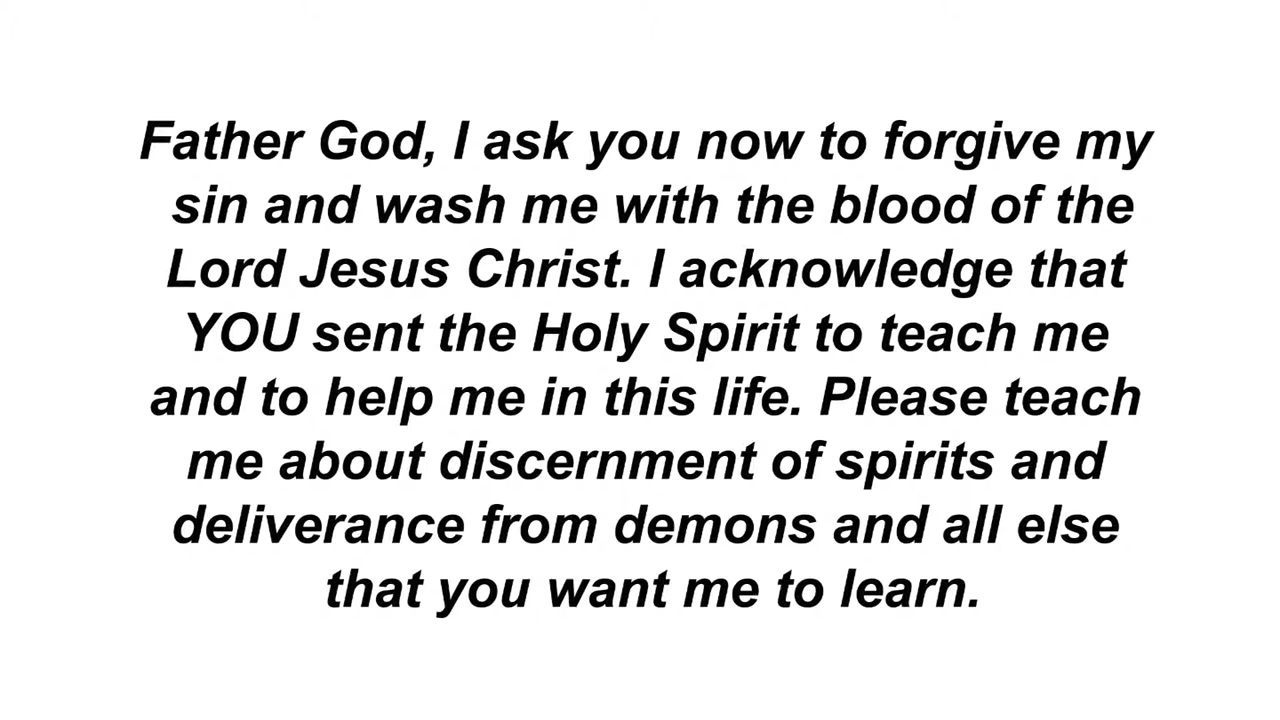 Father God, I ask you now to forgive my
sin and wash me with the blood of the
Lord Jesus Christ. I acknowledge that
YOU sent the Holy Spirit to teach me
and to help me in this life. Please teach
me about discernment of spirits and
deliverance from demons and all else
that you want me to learn.